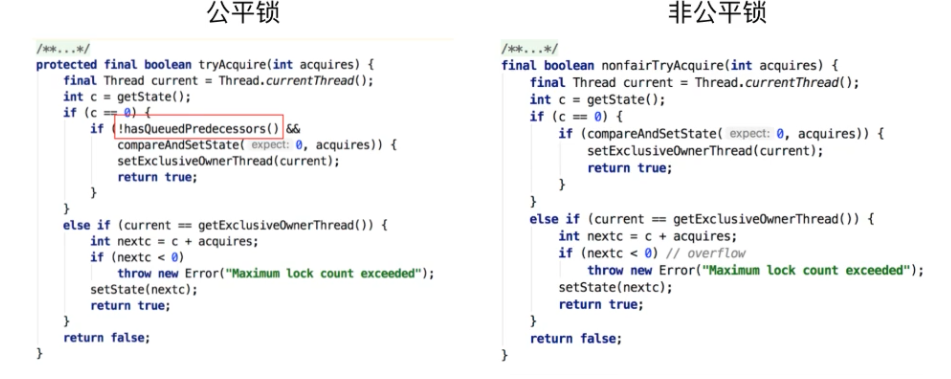 公平锁
/**...*/
protected final boolean tryAcquire(int acquires) {
final Thread current = Thread.currentThread();
int c = getState();
if (c == 0) {
if (!hasQueuedPredecessors() &&
compareAndSetState( expect: 0, acquires)) {
setExclusiveOwnerThread(current);
return true;
}
}
else if (current == getExclusiveOwnerThread()) {
int nextc = c + acquires;
if (nextc < 0)
throw new Error("Maximum lock count exceeded");
setState(nextc);
return true;
}
return false;
}
非公平锁
/**...*/
final boolean nonfairTryAcquire(int acquires) {
final Thread current = Thread.currentThread();
int c = getState();
if (c == 0) {
if (compareAndSetState( expect: 0, acquires)) {
setExclusiveOwnerThread(current);
return true;
}
}
else if (current == getExclusiveOwnerThread()) {
int nextc = c + acquires;
if (nextc < 0) // overflow
throw new Error("Maximum lock count exceeded");
setState(nextc);
return true;
}
return false;
}